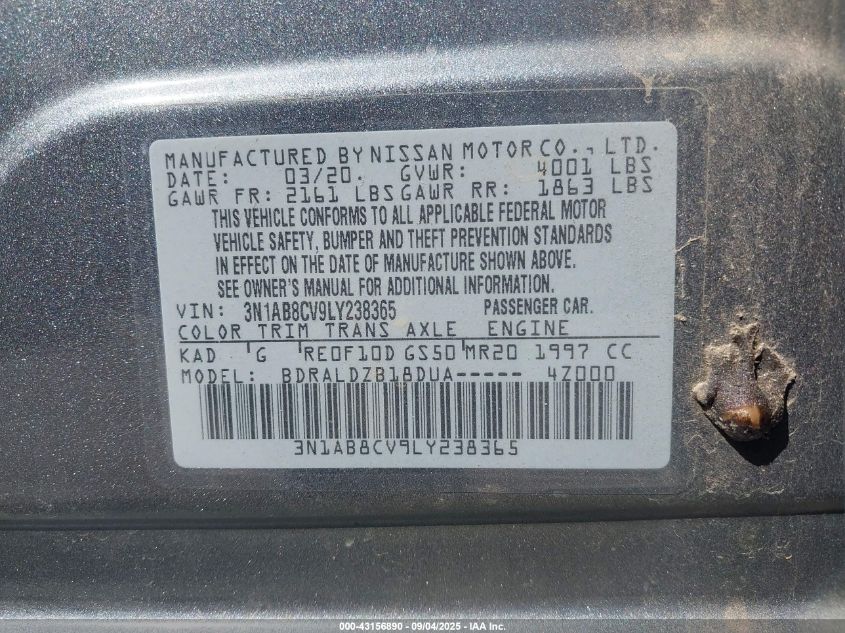 MANUFACTURED BY NISSAN MOTOR CO., LTD.
DATE: 03/20. GVWR: 4001 LBS
GAWR FR: 2161 LBS GAWR RR: 1863 LBS
THIS VEHICLE CONFORMS TO ALL APPLICABLE FEDERAL MOTOR
VEHICLE SAFETY, BUMPER AND THEFT PREVENTION STANDARDS
IN EFFECT ON THE DATE OF MANUFACTURE SHOWN ABOVE.
SEE OWNER'S MANUAL FOR ADDITIONAL INFORMATION.
VIN: 3N1AB8CV9LY238365 PASSENGER CAR.
COLOR TRIM TRANS AXLE ENGINE
KAD G RE0F10D GS50 MR20 1997 CC
MODEL: BDRALDZB18DUA----- 4Z000
3N1AB8CV9LY238365
000-43156890 - 09/04/2025 - IAA Inc.